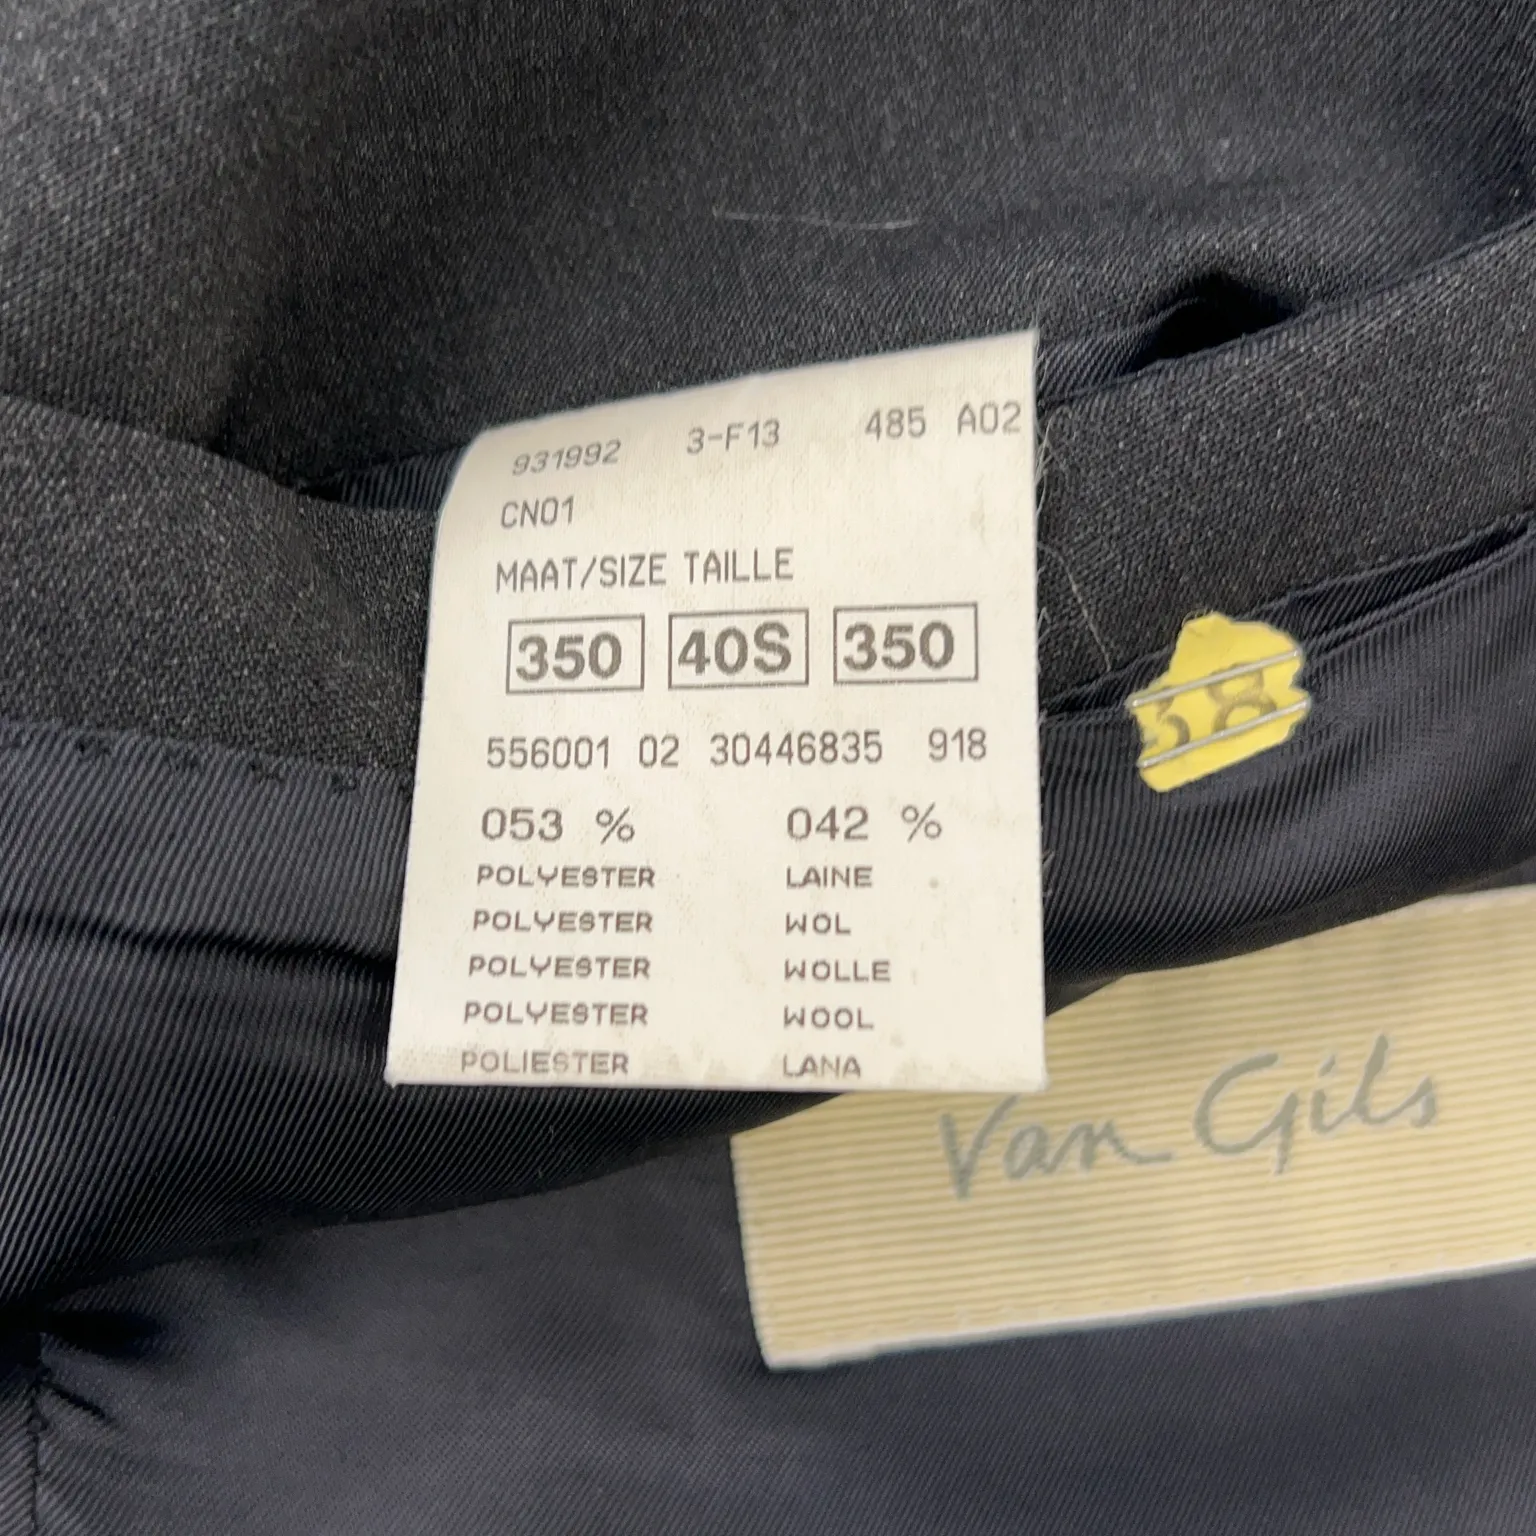 931992 3-F13 485 A02
CN01
MAAT/SIZE TAILLE
350 40S 350
556001 02 30446835 918
053 % 042 %
POLYESTER LAINE
POLYESTER WOL
POLYESTER WOLLE
POLYESTER WOOL
POLIESTER LANA
38
Van Gils